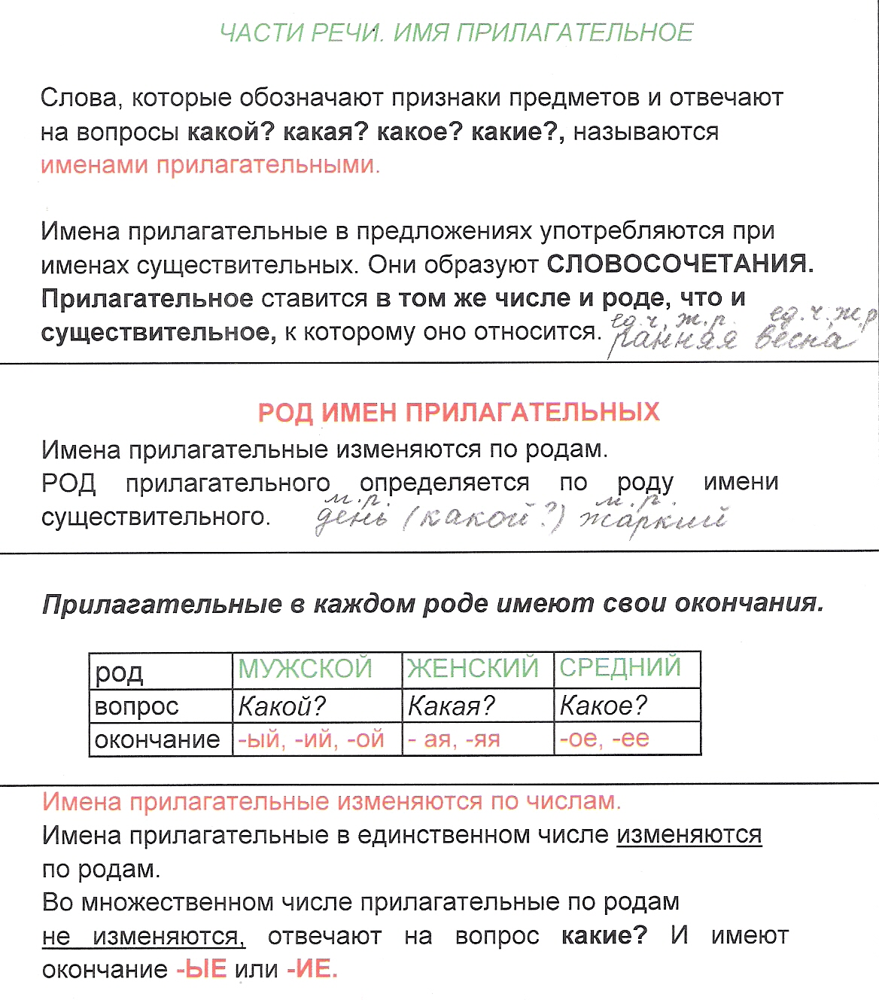 ЧАСТИ РЕЧИ. ИМЯ ПРИЛАГАТЕЛЬНОЕ
Слова, которые обозначают признаки предметов и отвечают
на вопросы какой? какая? какое? какие?, называются
именами прилагательными.
Имена прилагательные в предложениях употребляются при
именах существительных. Они образуют СЛОВОСОЧЕТАНИЯ.
Прилагательное ставится в том же числе и роде, что и
ед.ч, ж.р. ед.ч. ж.р
существительное, к которому оно относится. ранняя весна
РОД ИМЕН ПРИЛАГАТЕЛЬНЫХ
Имена прилагательные изменяются по родам.
РОД прилагательного определяется по роду имени
м.р. м.р.
существительного. день (какой?) жаркий
Прилагательные в каждом роде имеют свои окончания.
род МУЖСКОЙ ЖЕНСКИЙ СРЕДНИЙ
вопрос Какой? Какая? Какое?
окончание -ый, -ий, -ой - ая, -яя -ое, -ее
Имена прилагательные изменяются по числам.
Имена прилагательные в единственном числе изменяются
по родам.
Во множественном числе прилагательные по родам
не изменяются, отвечают на вопрос какие? И имеют
окончание -ЫЕ или -ИЕ.